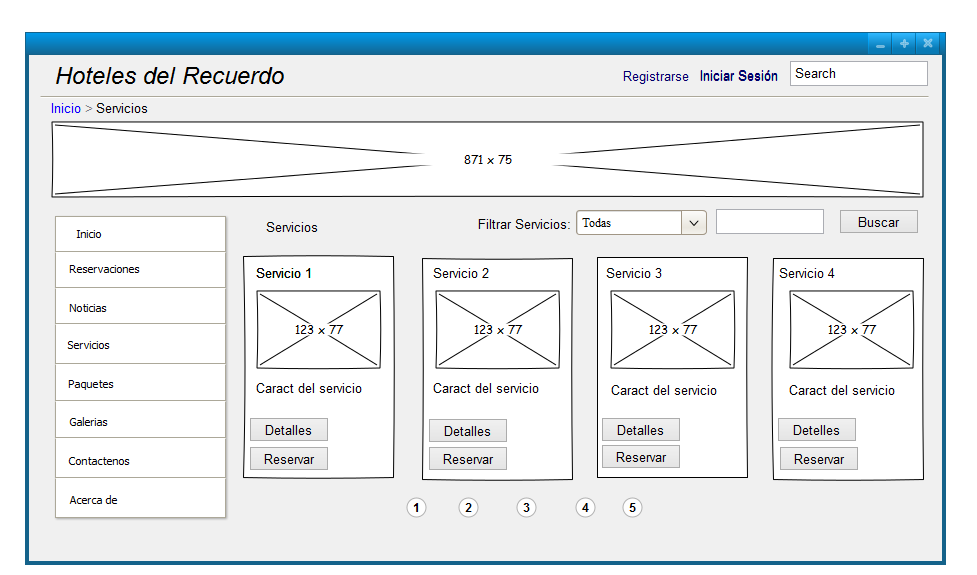 Hoteles del Recuerdo
Registrarse Iniciar Sesión Search
Inicio > Servicios
871 x 75
Inicio
Reservaciones
Noticias
Servicios
Paquetes
Galerias
Contactenos
Acerca de
Servicios Filtrar Servicios: Todas Buscar
Servicio 1 Servicio 2 Servicio 3 Servicio 4
123 x 77 123 x 77 123 x 77 123 x 77
Caract del servicio Caract del servicio Caract del servicio Caract del servicio
Detalles Detalles Detalles Detelles
Reservar Reservar Reservar Reservar
1 2 3 4 5